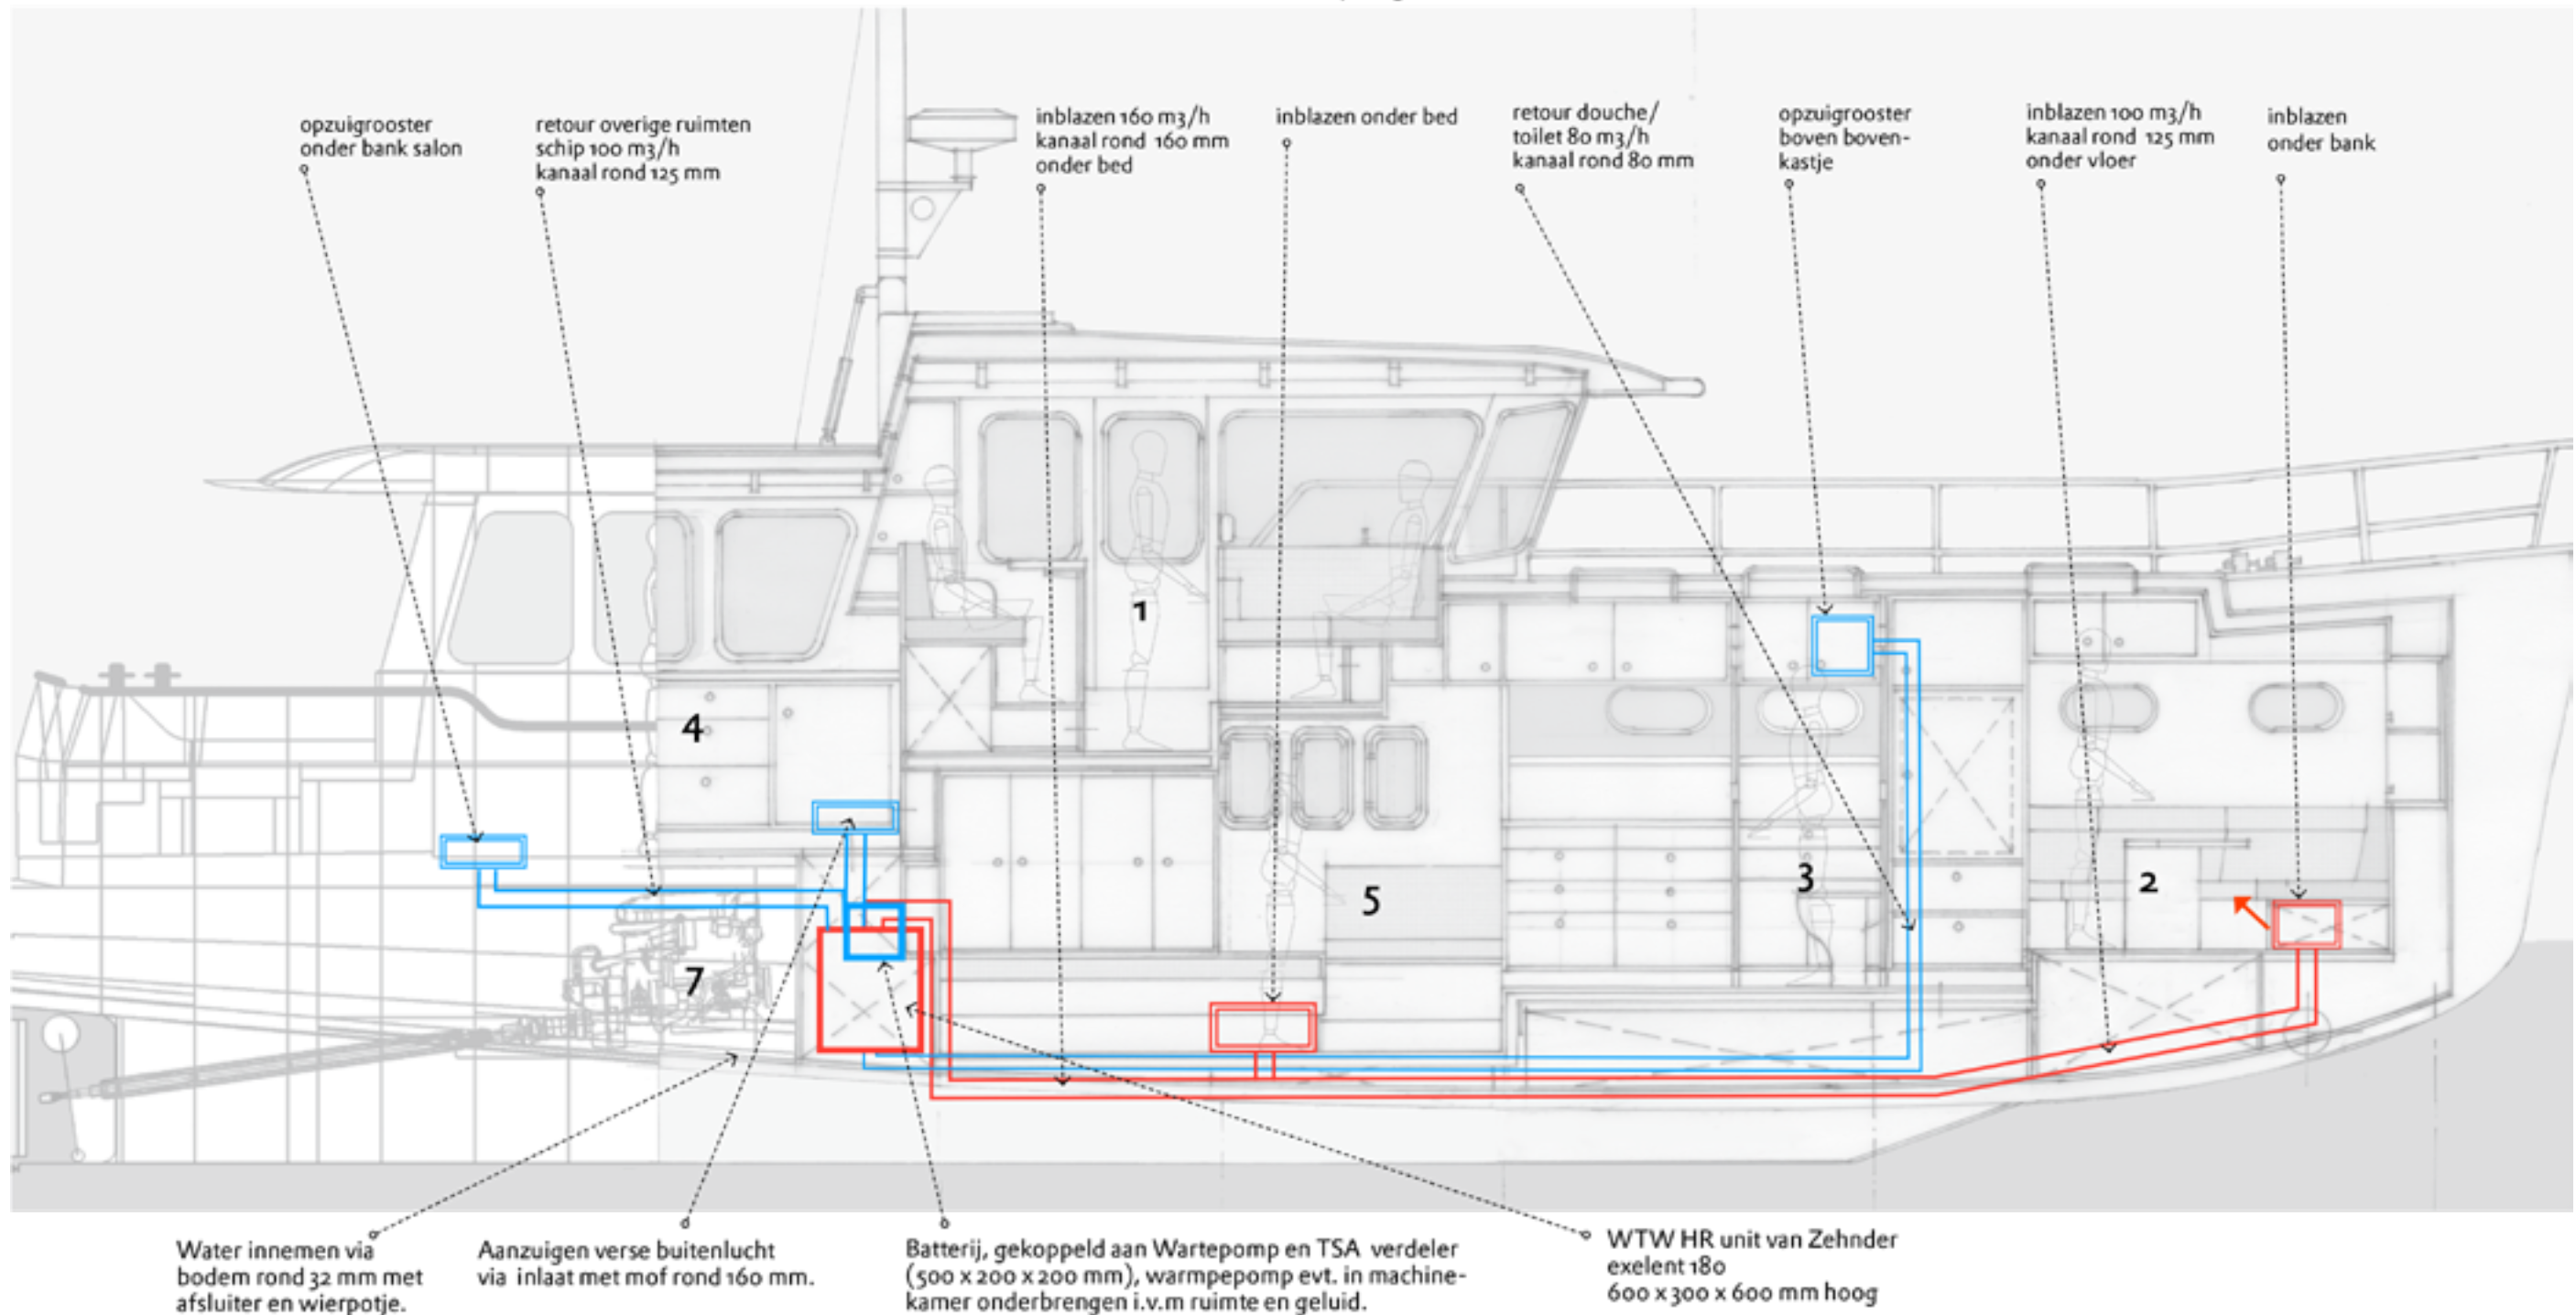 opzuigrooster
onder bank salon
retour overige ruimten
schip 100 m3/h
kanaal rond 125 mm
inblazen 160 m3/h
kanaal rond 160 mm
onder bed
inblazen onder bed
retour douche/
toilet 80 m3/h
kanaal rond 80 mm
opzuigrooster
boven boven-
kastje
inblazen 100 m3/h
kanaal rond 125 mm
onder vloer
inblazen
onder bank
1
4
5
3
2
7
Water innemen via
bodem rond 32 mm met
afsluiter en wierpotje.
Aanzuigen verse buitenlucht
via inlaat met mof rond 160 mm.
Batterij, gekoppeld aan Wartepomp en TSA verdeler
(500 x 200 x 200 mm), warmpepomp evt. in machine-
kamer onderbrengen i.v.m ruimte en geluid.
WTW HR unit van Zehnder
exelent 180
600 x 300 x 600 mm hoog